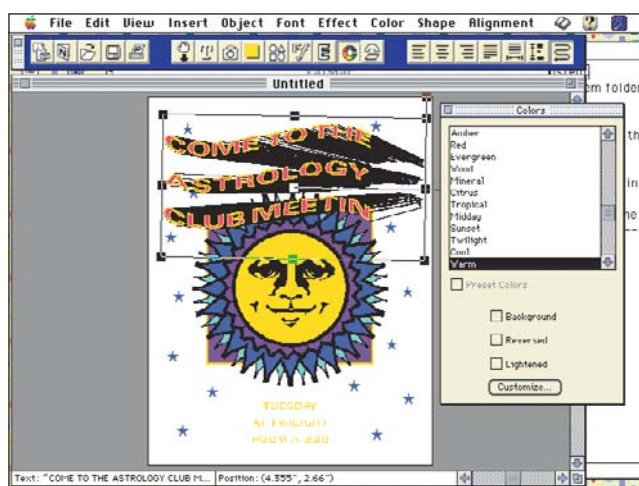 File Edit View Insert Object Font Effect Color Shape Alignment
Untitled
em folder
COME TO THE
ASTROLOGY
CLUB MEETIN
TUESDAY
AT TWILIGHT
ROOM A 230
Colors
Amber
Red
Evergreen
Wood
Mineral
Citrus
Tropical
Midday
Sunset
Twilight
Cool
Warm
Preset Colors
Background
Reversed
Lightened
Customize...
Text: "COME TO THE ASTROLOGY CLUB M... Position: (4.355", 2.66")